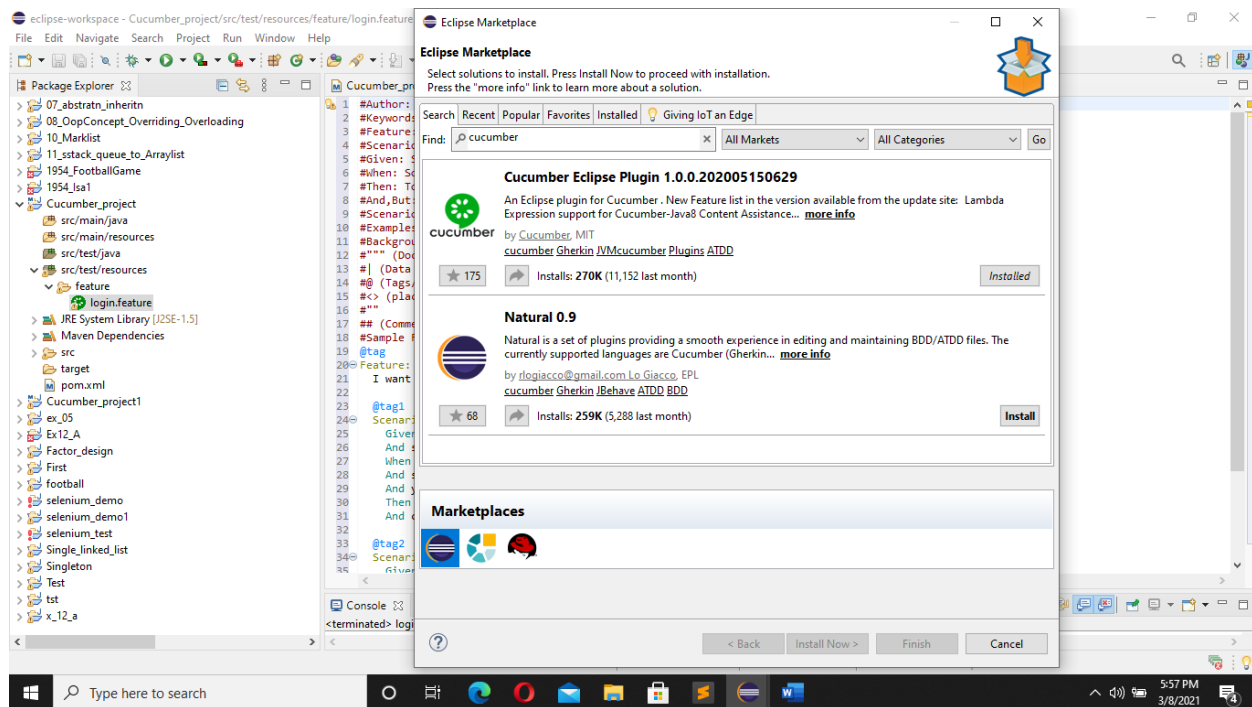 eclipse-workspace - Cucumber_project/src/test/resources/feature/login.feature
File Edit Navigate Search Project Run Window Help
Package Explorer
07_abstratn_inheritn
08_OopConcept_Overriding_Overloading
10_Marklist
11_sstack_queue_to_Arraylist
1954_FootballGame
1954_lsa1
Cucumber_project
src/main/java
src/main/resources
src/test/java
src/test/resources
feature
login.feature
JRE System Library [J2SE-1.5]
Maven Dependencies
src
target
pom.xml
Cucumber_project1
ex_05
Ex12_A
Factor_design
First
football
selenium_demo
selenium_demo1
selenium_test
Single_linked_list
Singleton
Test
tst
x_12_a
Cucumber_pr
1 #Author:
2 #Keywords
3 #Feature:
4 #Scenario
5 #Given: S
6 #When: So
7 #Then: To
8 #And,But:
9 #Scenario
10 #Examples
11 #Backgrou
12 #""" (Doc
13 #| (Data
14 #@ (Tags/
15 #<> (plac
16 #""
17 ## (Comme
18 #Sample F
19 @tag
20 Feature:
21 I want
22
23 @tag1
24 Scenari
25 Given
26 And s
27 When
28 And s
29 And y
30 Then
31 And c
32
33 @tag2
34 Scenari
35 Given
Console
<terminated> logi
Eclipse Marketplace
Eclipse Marketplace
Select solutions to install. Press Install Now to proceed with installation.
Press the "more info" link to learn more about a solution.
Search Recent Popular Favorites Installed Giving IoT an Edge
Find: cucumber All Markets All Categories Go
Cucumber Eclipse Plugin 1.0.0.202005150629
An Eclipse plugin for Cucumber . New Feature list in the version available from the update site: Lambda
Expression support for Cucumber-Java8 Content Assistance... more info
cucumber
by Cucumber, MIT
cucumber Gherkin JVMcucumber Plugins ATDD
175 Installs: 270K (11,152 last month) Installed
Natural 0.9
Natural is a set of plugins providing a smooth experience in editing and maintaining BDD/ATDD files. The
currently supported languages are Cucumber (Gherkin... more info
by rlogiacco@gmail.com Lo Giacco, EPL
cucumber Gherkin JBehave ATDD BDD
68 Installs: 259K (5,288 last month) Install
Marketplaces
< Back Install Now > Finish Cancel
Type here to search
5:57 PM
3/8/2021
4